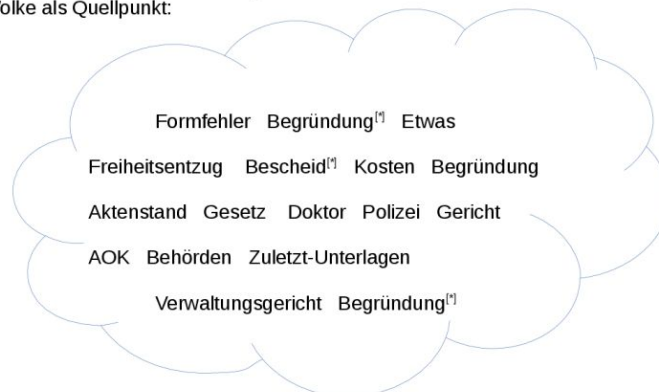 olke als Quellpunkt:
Formfehler Begründung[*] Etwas
Freiheitsentzug Bescheid[*] Kosten Begründung
Aktenstand Gesetz Doktor Polizei Gericht
AOK Behörden Zuletzt-Unterlagen
Verwaltungsgericht Begründung[*]